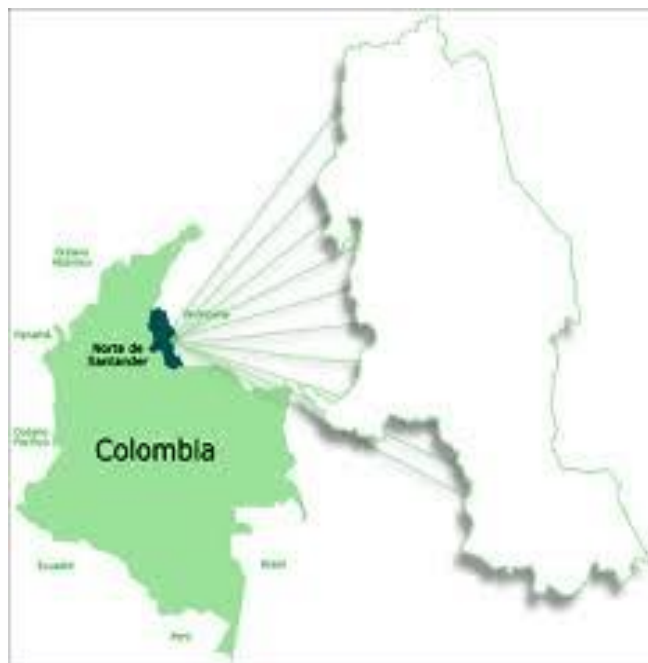 Océano
Atlántico
Venezuela
Panamá
Norte de
Santander
Océano
Pacífico
Colombia
Ecuador
Brasil
Perú